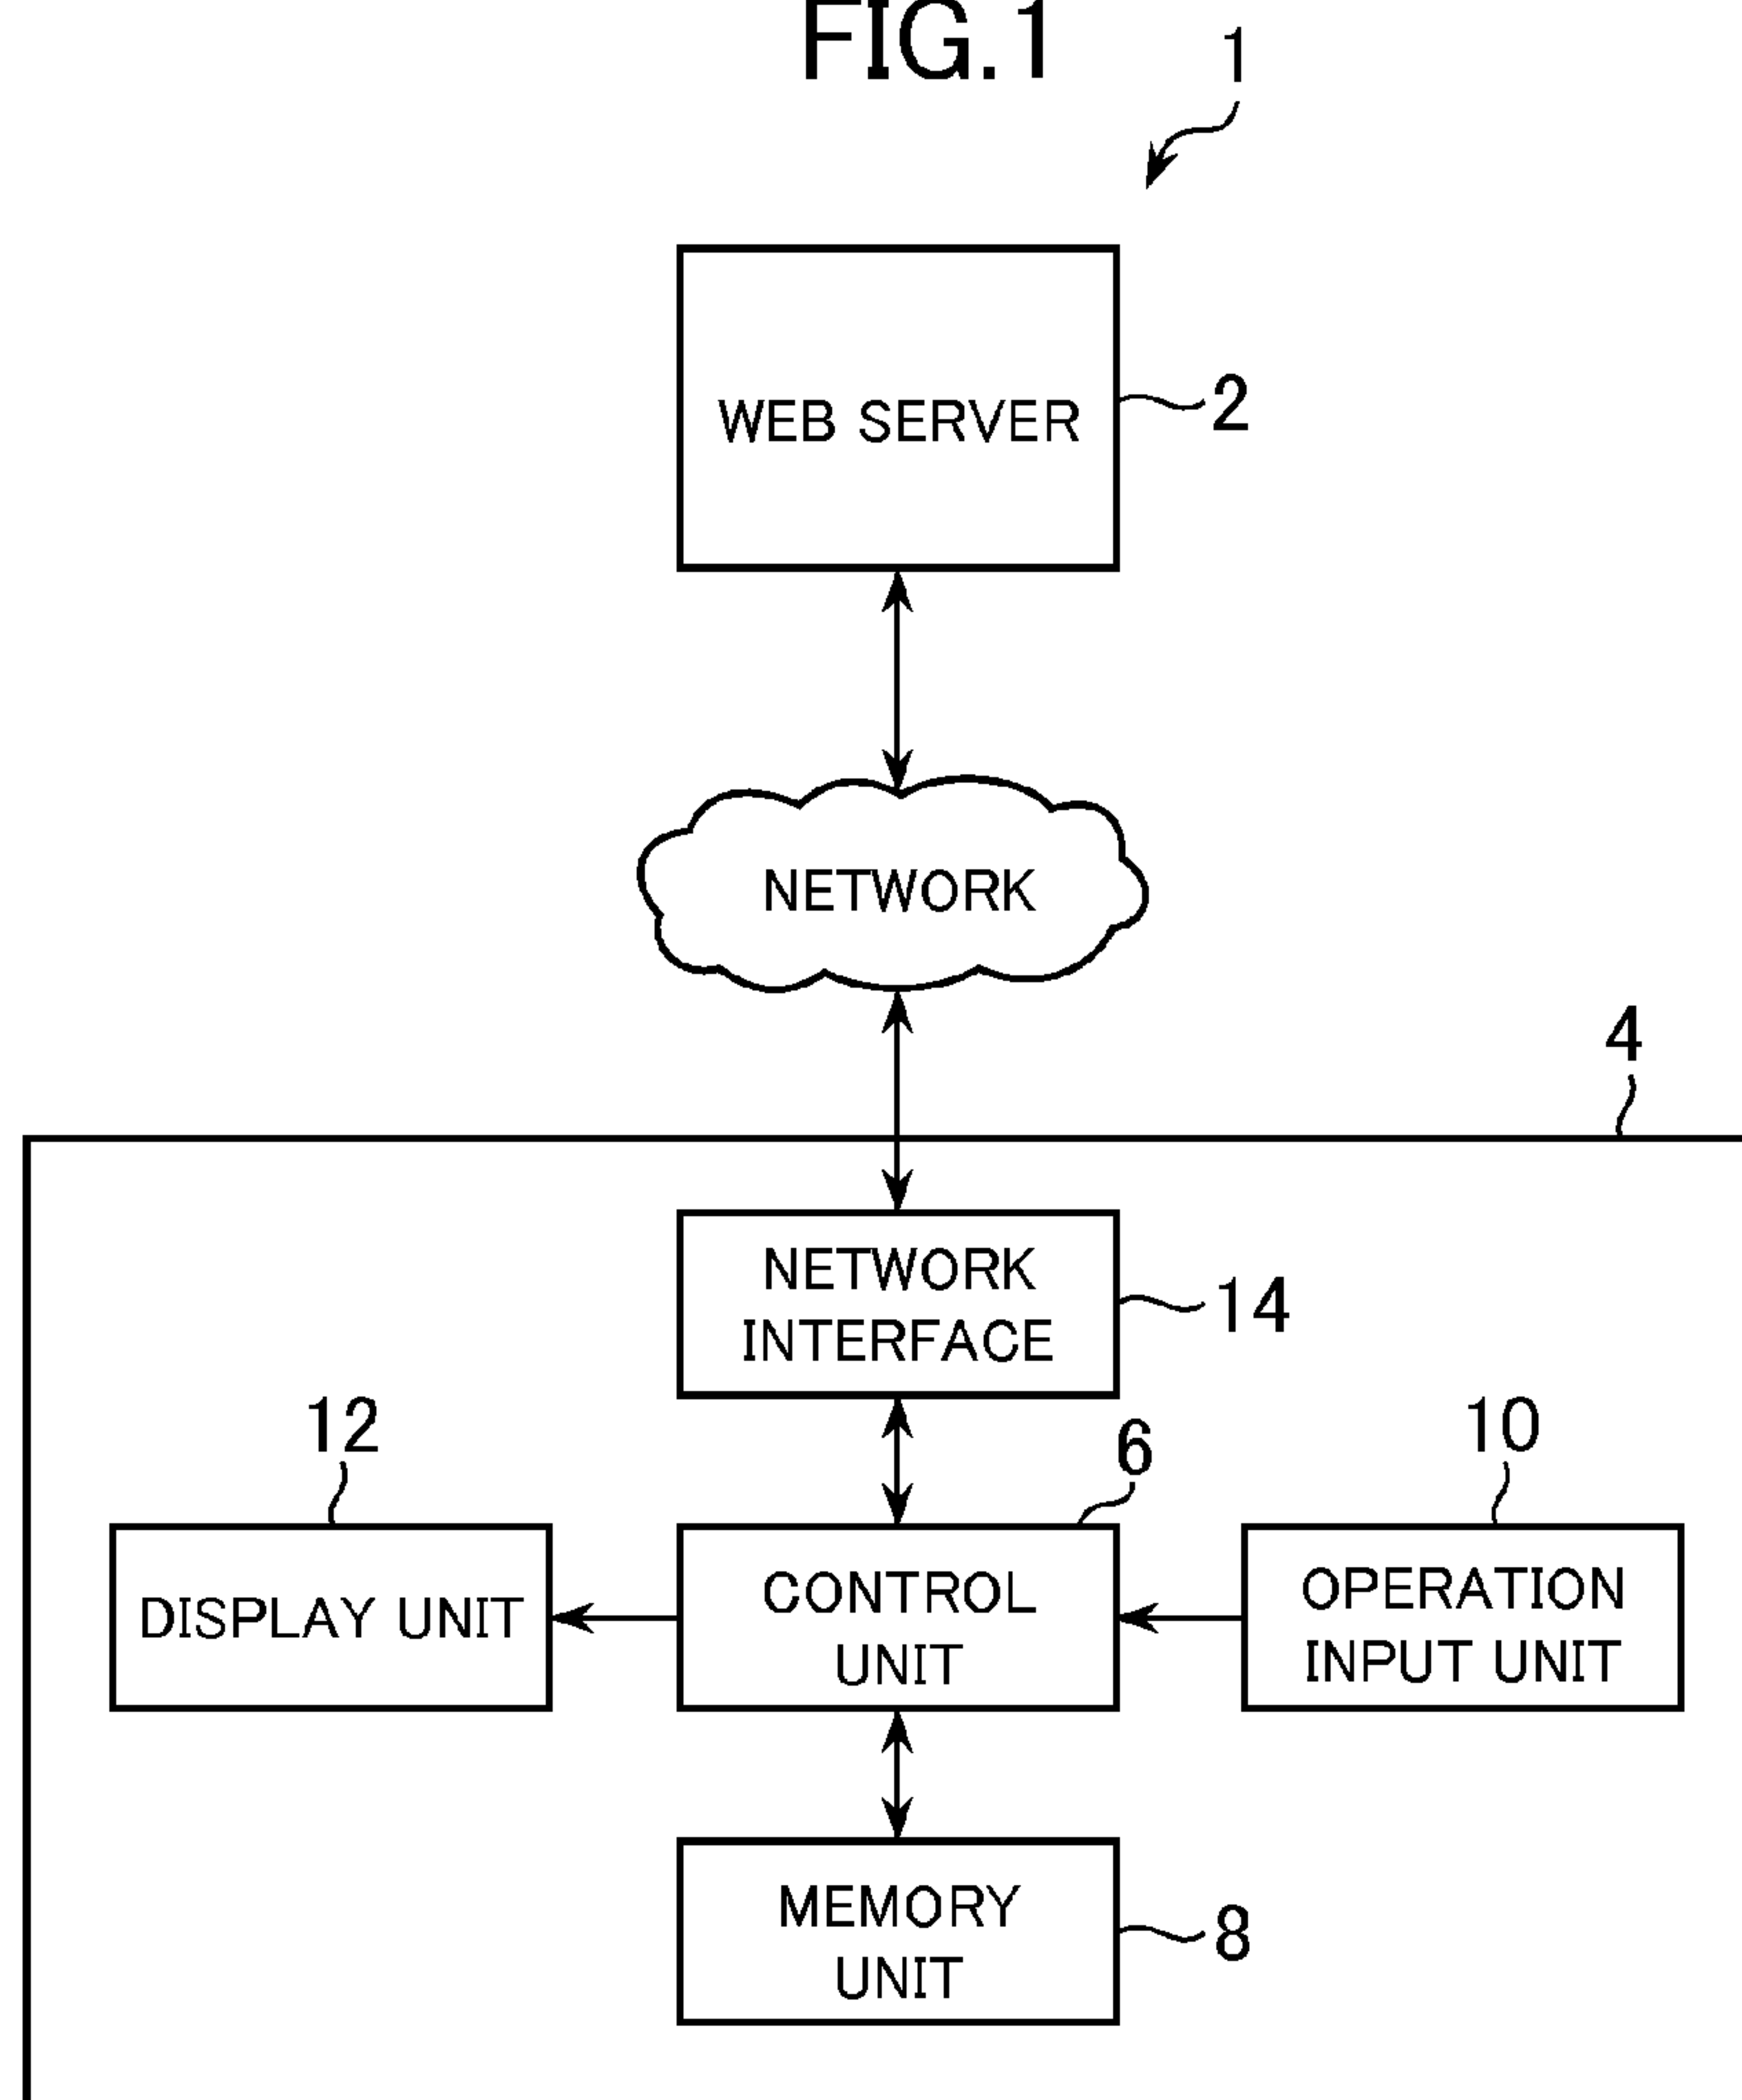 FIG.1
1
WEB SERVER
2
NETWORK
4
NETWORK
INTERFACE
14
12
6
10
DISPLAY UNIT
CONTROL
UNIT
OPERATION
INPUT UNIT
MEMORY
UNIT
8